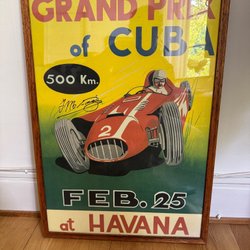 GRAND PRIX
of CUBA
500 Km.
2
FEB. 25
at HAVANA